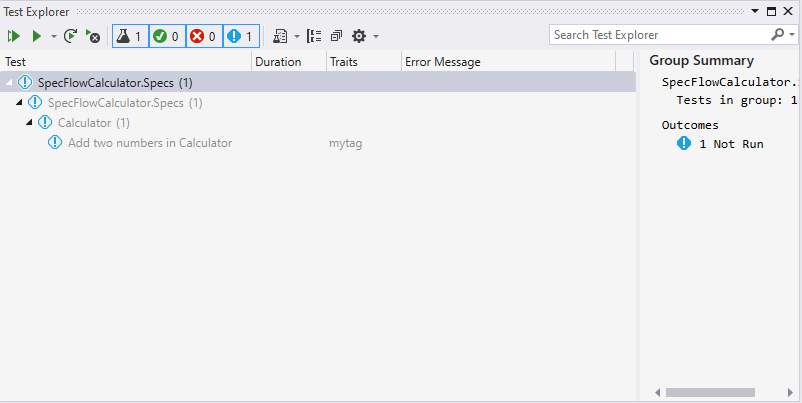 Test Explorer
1 0 0 1 Search Test Explorer
Test Duration Traits Error Message
SpecFlowCalculator.Specs (1)
SpecFlowCalculator.Specs (1)
Calculator (1)
Add two numbers in Calculator mytag
Group Summary
SpecFlowCalculator.
Tests in group: 1
Outcomes
1 Not Run